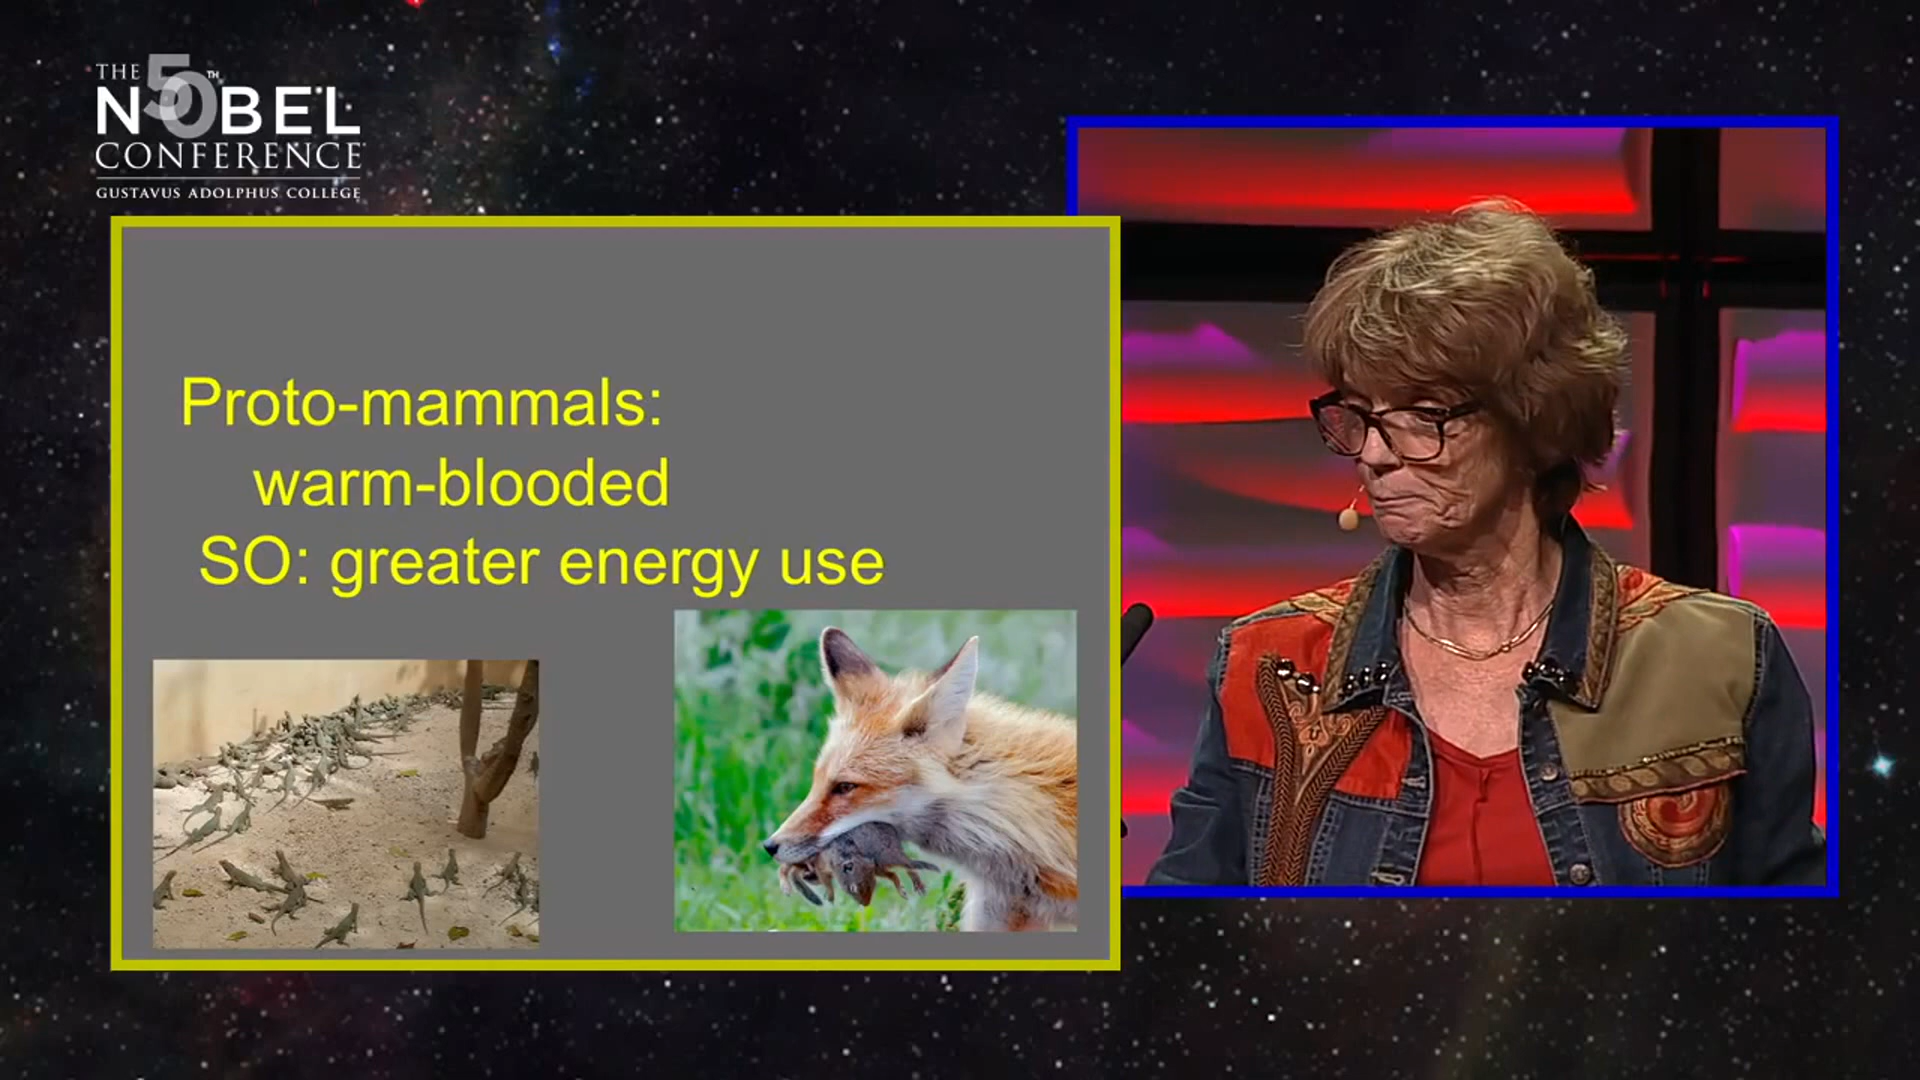 THE 50TH
NOBEL
CONFERENCE
GUSTAVUS ADOLPHUS COLLEGE
Proto-mammals:
warm-blooded
SO: greater energy use